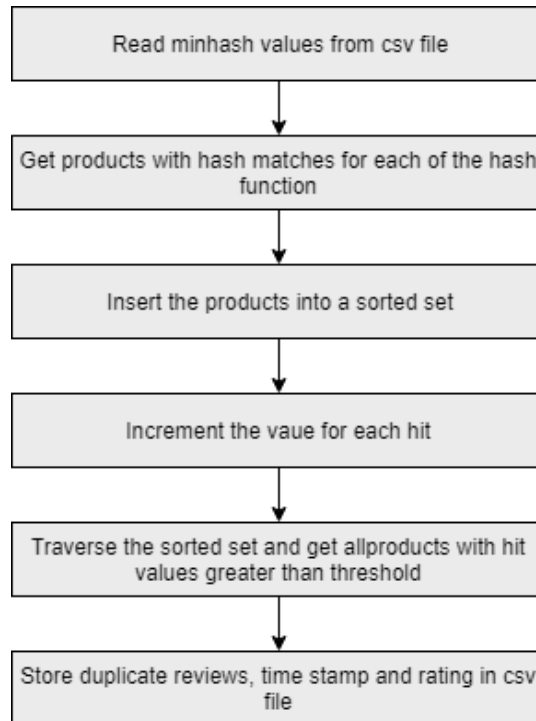 Read minhash values from csv file
Get products with hash matches for each of the hash
function
Insert the products into a sorted set
Increment the vaue for each hit
Traverse the sorted set and get allproducts with hit
values greater than threshold
Store duplicate reviews, time stamp and rating in csv
file